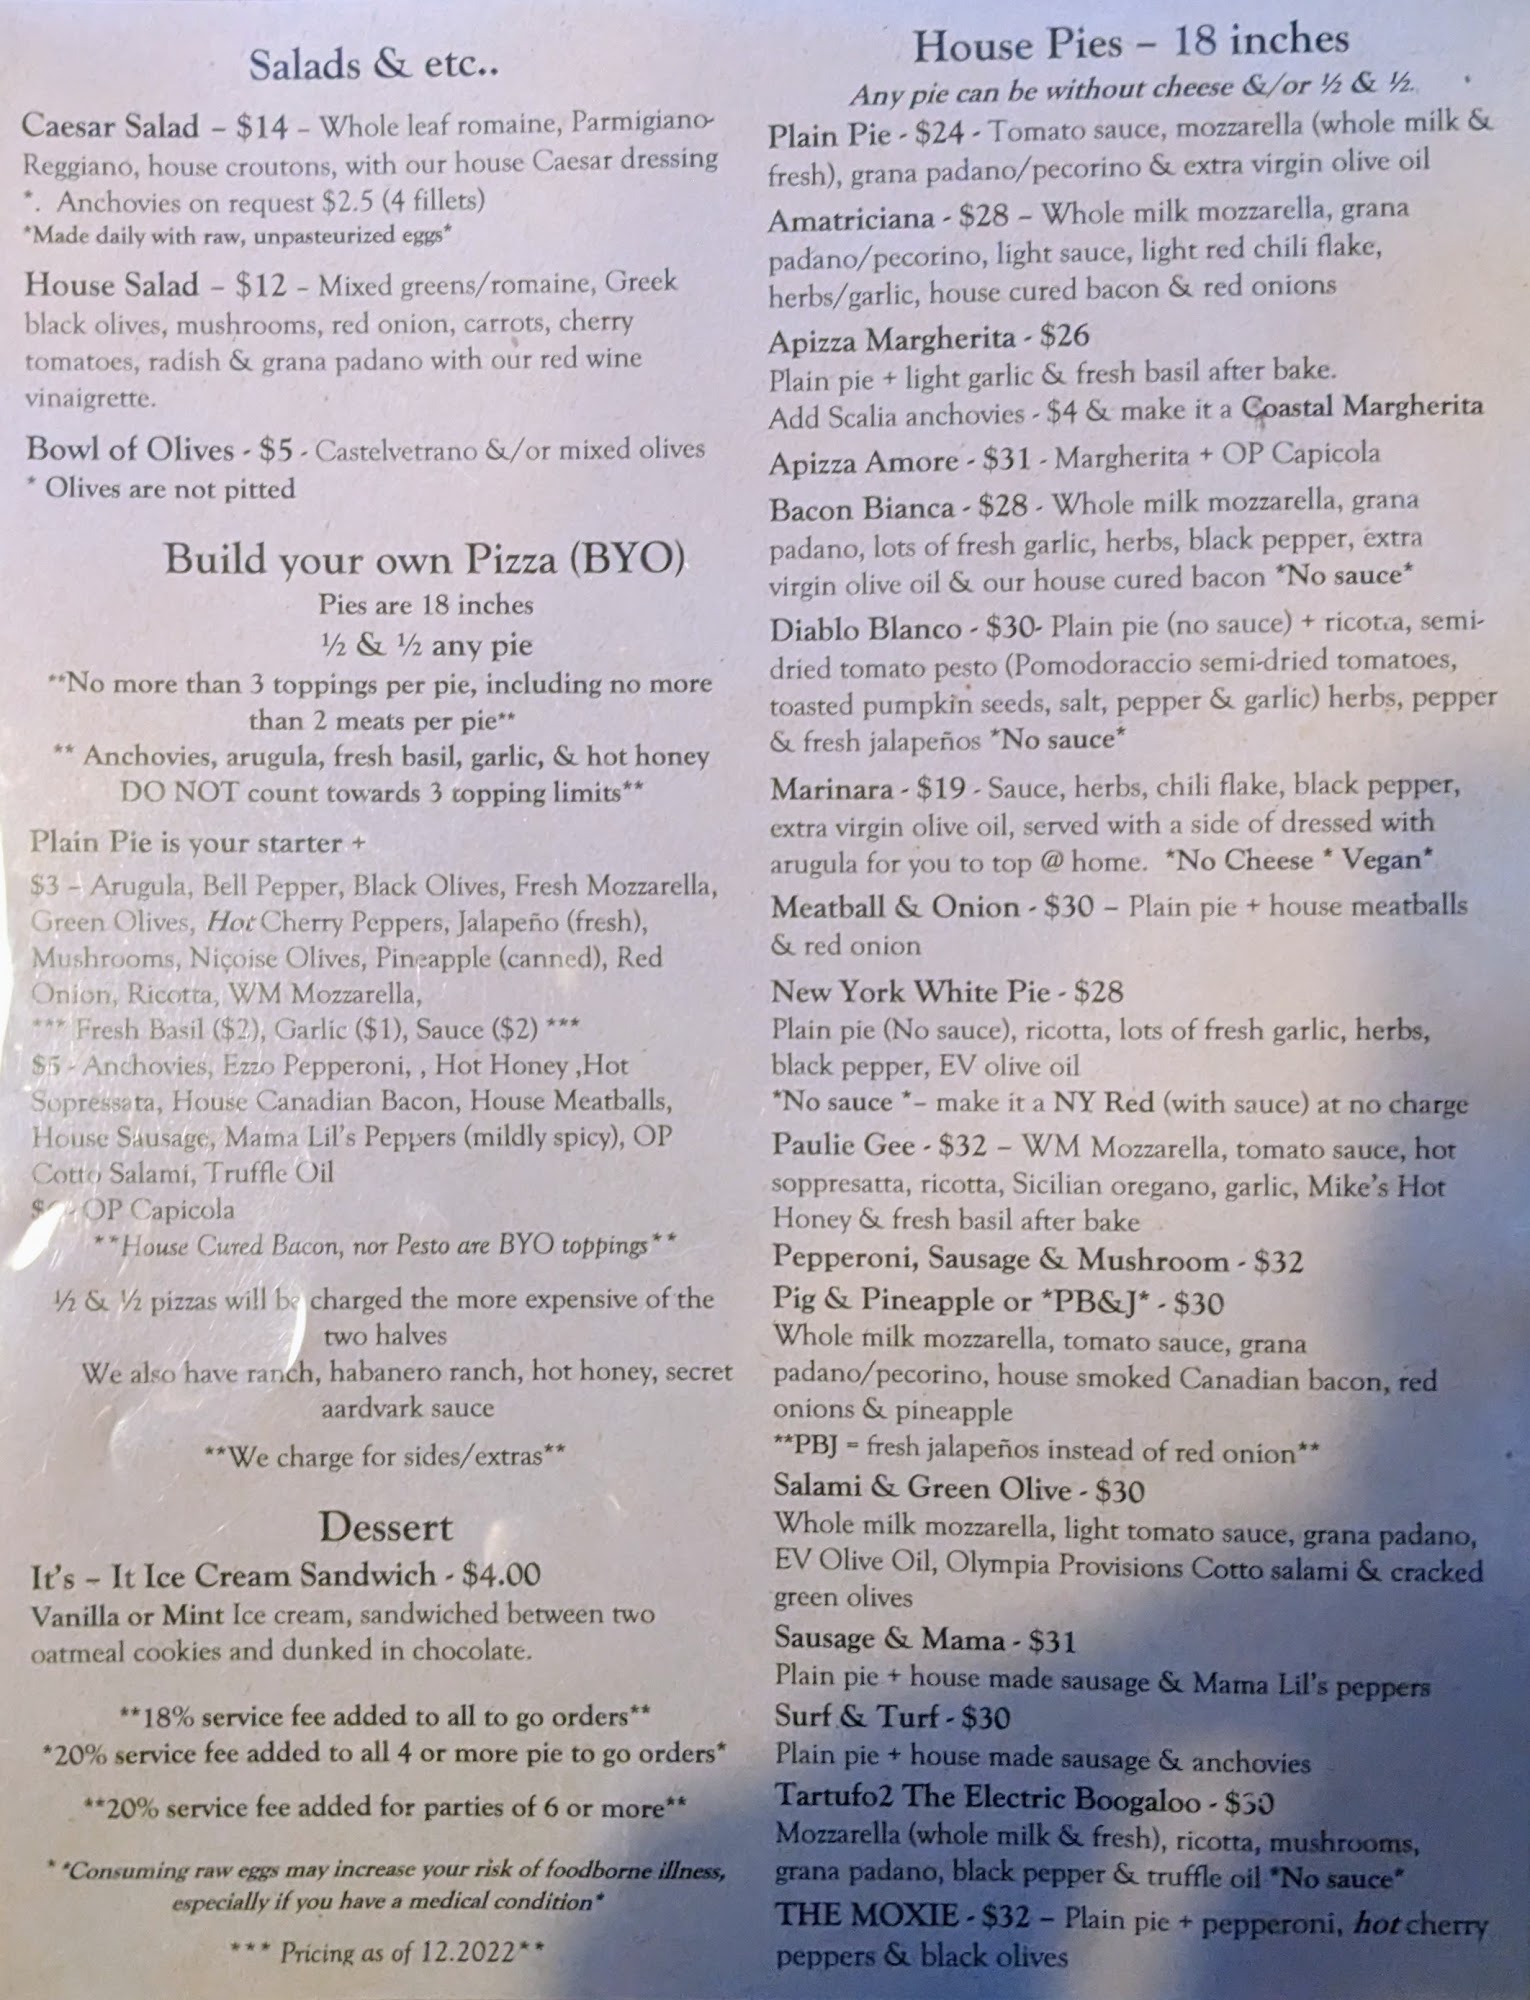 Salads & etc..
Caesar Salad – $14 – Whole leaf romaine, Parmigiano-
Reggiano, house croutons, with our house Caesar dressing
*. Anchovies on request $2.5 (4 fillets)
*Made daily with raw, unpasteurized eggs*
House Salad – $12 – Mixed greens/romaine, Greek
black olives, mushrooms, red onion, carrots, cherry
tomatoes, radish & grana padano with our red wine
vinaigrette.
Bowl of Olives - $5 - Castelvetrano &/or mixed olives
* Olives are not pitted
Build your own Pizza (BYO)
Pies are 18 inches
½ & ½ any pie
**No more than 3 toppings per pie, including no more
than 2 meats per pie**
** Anchovies, arugula, fresh basil, garlic, & hot honey
DO NOT count towards 3 topping limits**
Plain Pie is your starter +
$3 – Arugula, Bell Pepper, Black Olives, Fresh Mozzarella,
Green Olives, Hot Cherry Peppers, Jalapeño (fresh),
Mushrooms, Niçoise Olives, Pineapple (canned), Red
Onion, Ricotta, WM Mozzarella,
*** Fresh Basil ($2), Garlic ($1), Sauce ($2) ***
$5 - Anchovies, Ezzo Pepperoni, , Hot Honey ,Hot
Sopressata, House Canadian Bacon, House Meatballs,
House Sausage, Mama Lil's Peppers (mildly spicy), OP
Cotto Salami, Truffle Oil
OP Capicola
**House Cured Bacon, nor Pesto are BYO toppings**
½ & ½ pizzas will be charged the more expensive of the
two halves
We also have ranch, habanero ranch, hot honey, secret
aardvark sauce
**We charge for sides/extras**
Dessert
It's – It Ice Cream Sandwich - $4.00
Vanilla or Mint Ice cream, sandwiched between two
oatmeal cookies and dunked in chocolate.
**18% service fee added to all to go orders**
*20% service fee added to all 4 or more pie to go orders*
**20% service fee added for parties of 6 or more**
* *Consuming raw eggs may increase your risk of foodborne illness,
especially if you have a medical condition*
*** Pricing as of 12.2022**
House Pies – 18 inches
Any pie can be without cheese &/or ½ & ½.
Plain Pie - $24 - Tomato sauce, mozzarella (whole milk &
fresh), grana padano/pecorino & extra virgin olive oil
Amatriciana - $28 – Whole milk mozzarella, grana
padano/pecorino, light sauce, light red chili flake,
herbs/garlic, house cured bacon & red onions
Apizza Margherita - $26
Plain pie + light garlic & fresh basil after bake.
Add Scalia anchovies - $4 & make it a Coastal Margherita
Apizza Amore - $31 - Margherita + OP Capicola
Bacon Bianca - $28 - Whole milk mozzarella, grana
padano, lots of fresh garlic, herbs, black pepper, extra
virgin olive oil & our house cured bacon *No sauce*
Diablo Blanco - $30- Plain pie (no sauce) + ricotta, semi-
dried tomato pesto (Pomodoraccio semi-dried tomatoes,
toasted pumpkin seeds, salt, pepper & garlic) herbs, pepper
& fresh jalapeños *No sauce*
Marinara - $19 - Sauce, herbs, chili flake, black pepper,
extra virgin olive oil, served with a side of dressed with
arugula for you to top @ home. *No Cheese * Vegan*
Meatball & Onion - $30 – Plain pie + house meatballs
& red onion
New York White Pie - $28
Plain pie (No sauce), ricotta, lots of fresh garlic, herbs,
black pepper, EV olive oil
*No sauce *– make it a NY Red (with sauce) at no charge
Paulie Gee - $32 – WM Mozzarella, tomato sauce, hot
soppresatta, ricotta, Sicilian oregano, garlic, Mike's Hot
Honey & fresh basil after bake
Pepperoni, Sausage & Mushroom - $32
Pig & Pineapple or *PB&J* - $30
Whole milk mozzarella, tomato sauce, grana
padano/pecorino, house smoked Canadian bacon, red
onions & pineapple
**PBJ = fresh jalapeños instead of red onion**
Salami & Green Olive - $30
Whole milk mozzarella, light tomato sauce, grana padano,
EV Olive Oil, Olympia Provisions Cotto salami & cracked
green olives
Sausage & Mama - $31
Plain pie + house made sausage & Mama Lil's peppers
Surf & Turf - $30
Plain pie + house made sausage & anchovies
Tartufo2 The Electric Boogaloo - $30
Mozzarella (whole milk & fresh), ricotta, mushrooms,
grana padano, black pepper & truffle oil *No sauce*
THE MOXIE - $32 – Plain pie + pepperoni, hot cherry
peppers & black olives